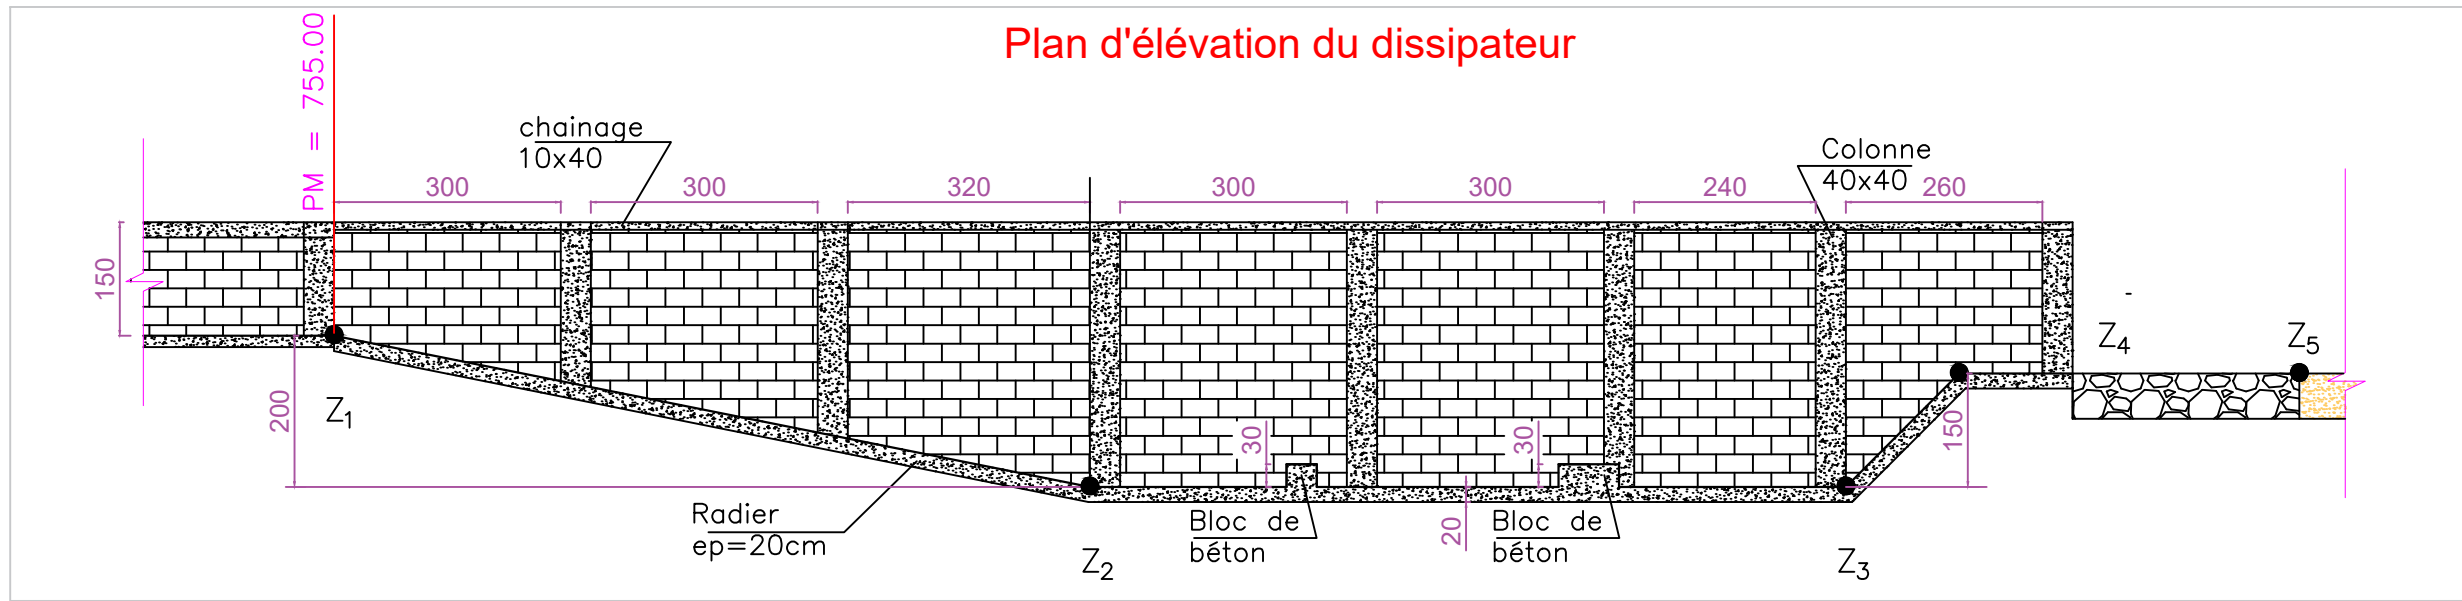 Plan d'élévation du dissipateur
PM = 755.00
chainage
10x40
Colonne
40x40
300
300
320
300
300
240
260
150
200
Z1
30
30
150
20
Z4
Z5
-
Radier
ep=20cm
Bloc de
béton
Bloc de
béton
Z2
Z3